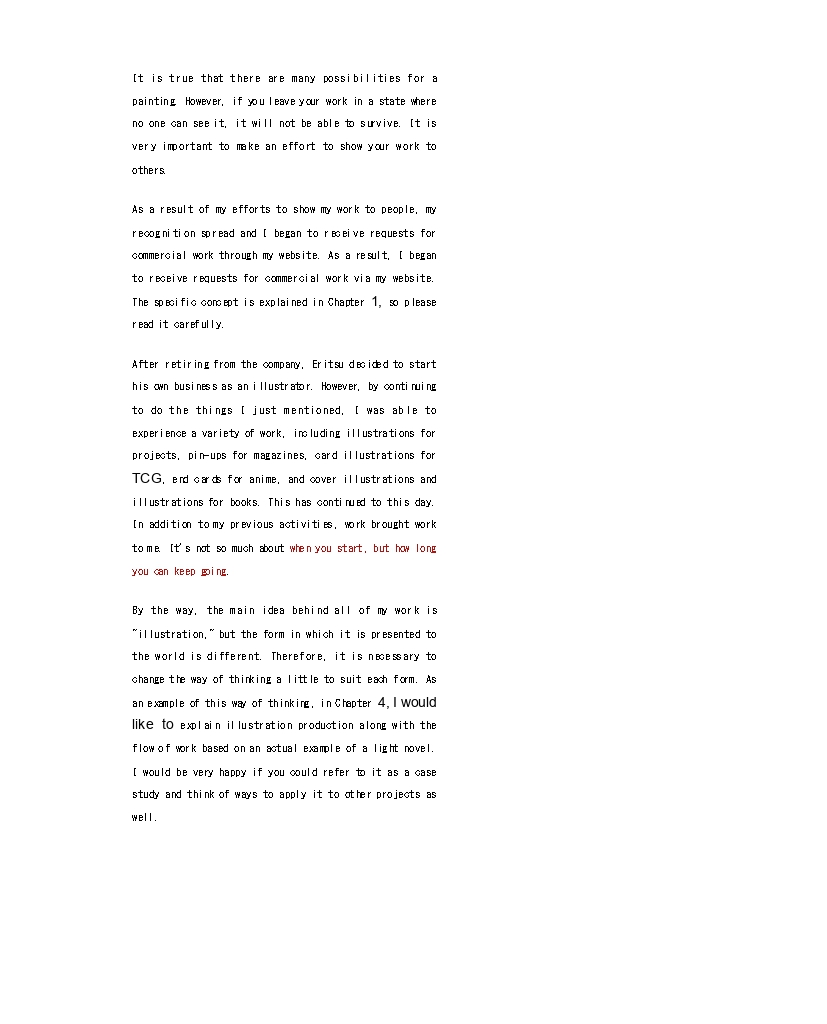 It is true that there are many possibilities for a
painting. However, if you leave your work in a state where
no one can see it, it will not be able to survive. It is
very important to make an effort to show your work to
others.
As a result of my efforts to show my work to people, my
recognition spread and I began to receive requests for
commercial work through my website. As a result, I began
to receive requests for commercial work via my website.
The specific concept is explained in Chapter 1, so please
read it carefully.
After retiring from the company, Eritsu decided to start
his own business as an illustrator. However, by continuing
to do the things I just mentioned, I was able to
experience a variety of work, including illustrations for
projects, pin-ups for magazines, card illustrations for
TCG, end cards for anime, and cover illustrations and
illustrations for books. This has continued to this day.
In addition to my previous activities, work brought work
to me. It's not so much about when you start, but how long
you can keep going.
By the way, the main idea behind all of my work is
"illustration," but the form in which it is presented to
the world is different. Therefore, it is necessary to
change the way of thinking a little to suit each form. As
an example of this way of thinking, in Chapter 4, I would
like to explain illustration production along with the
flow of work based on an actual example of a light novel.
I would be very happy if you could refer to it as a case
study and think of ways to apply it to other projects as
well.